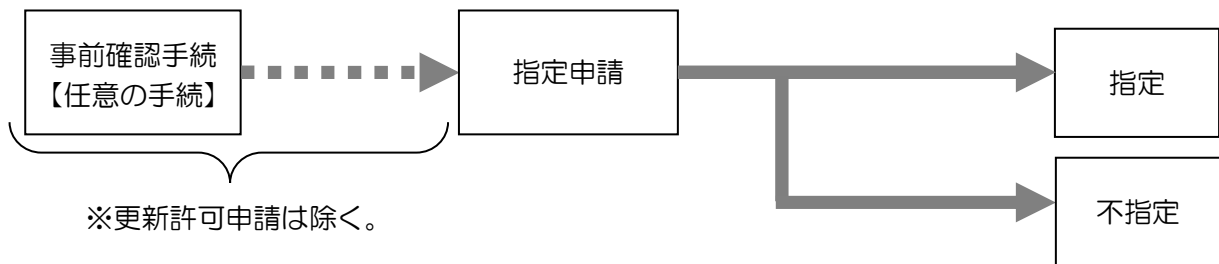 事前確認手続
【任意の手続】
指定申請
指定
不指定
※更新許可申請は除く。